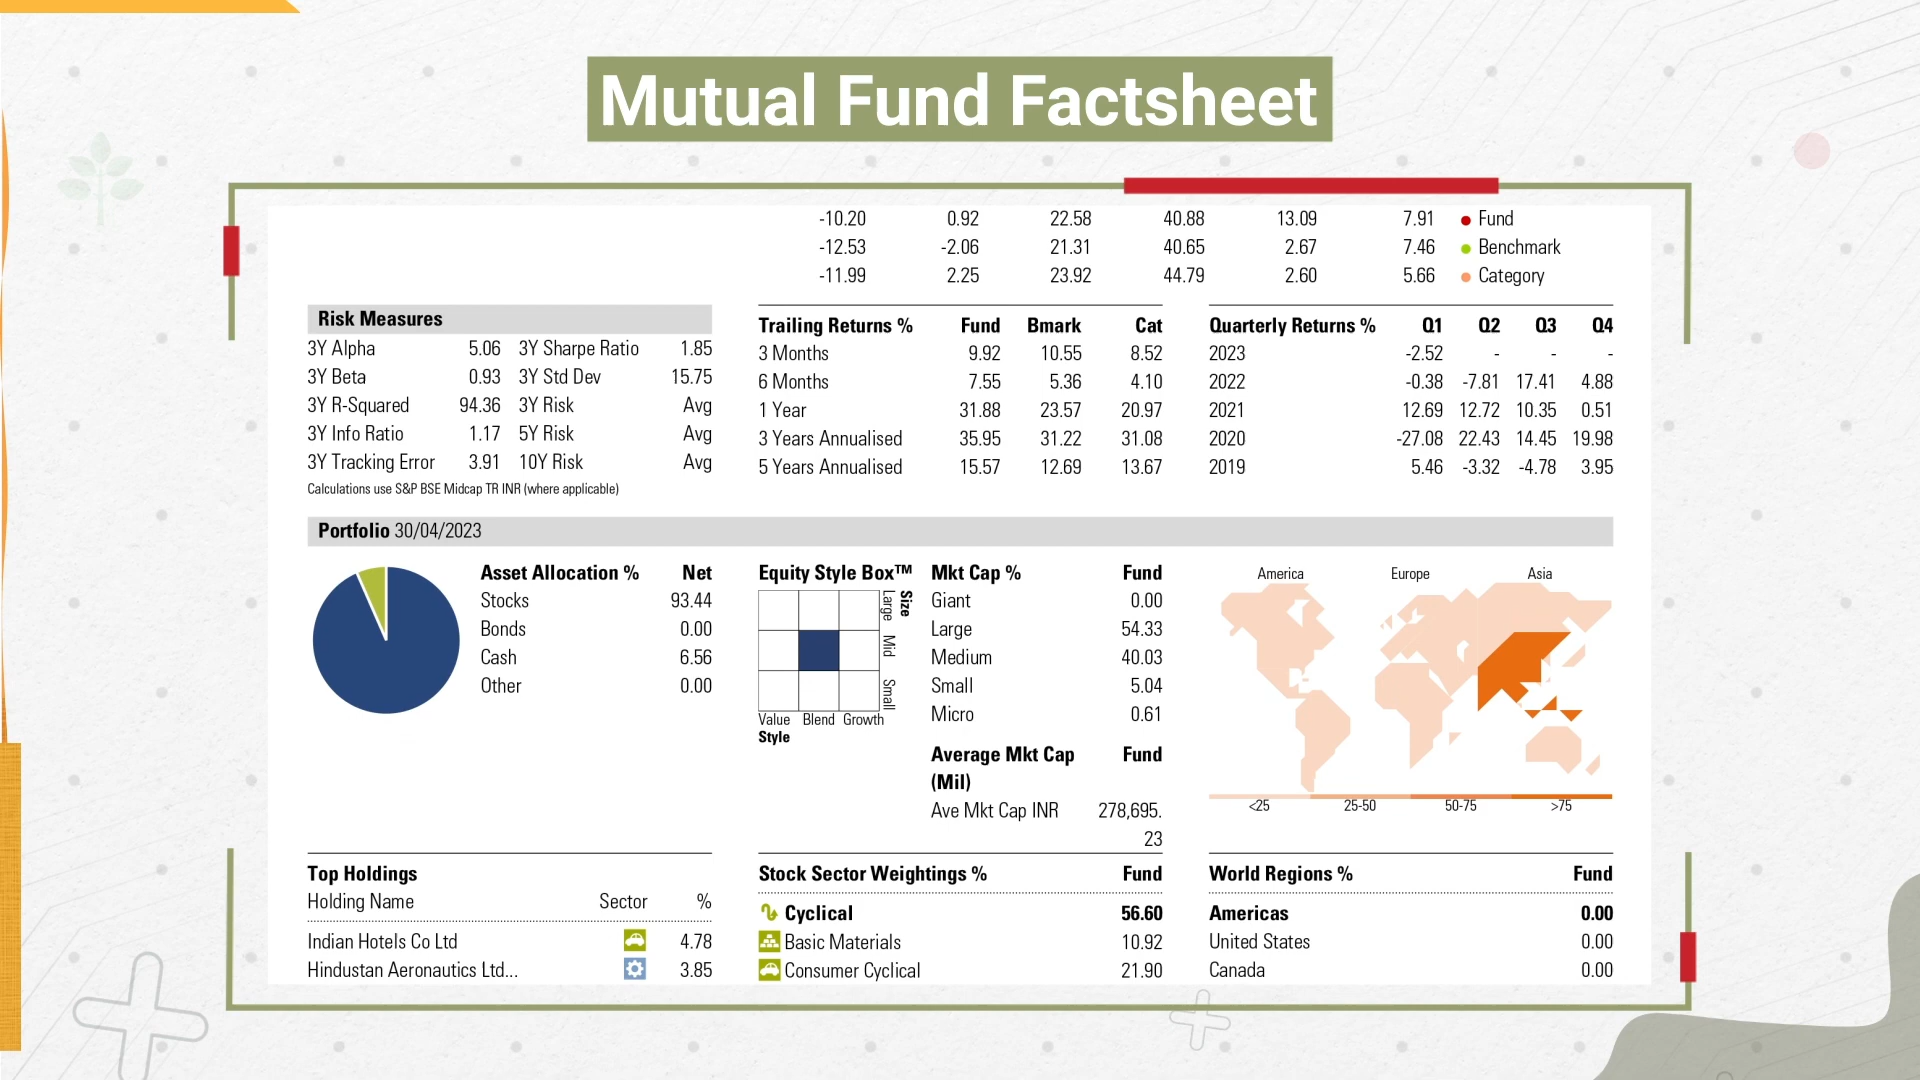 Mutual Fund Factsheet
-10.20 0.92 22.58 40.88 13.09 7.91 Fund
-12.53 -2.06 21.31 40.65 2.67 7.46 Benchmark
-11.99 2.25 23.92 44.79 2.60 5.66 Category
Risk Measures
3Y Alpha 5.06 3Y Sharpe Ratio 1.85
3Y Beta 0.93 3Y Std Dev 15.75
3Y R-Squared 94.36 3Y Risk Avg
3Y Info Ratio 1.17 5Y Risk Avg
3Y Tracking Error 3.91 10Y Risk Avg
Calculations use S&P BSE Midcap TR INR (where applicable)
Trailing Returns % Fund Bmark Cat
3 Months 9.92 10.55 8.52
6 Months 7.55 5.36 4.10
1 Year 31.88 23.57 20.97
3 Years Annualised 35.95 31.22 31.08
5 Years Annualised 15.57 12.69 13.67
Quarterly Returns % Q1 Q2 Q3 Q4
2023 -2.52 - - -
2022 -0.38 -7.81 17.41 4.88
2021 12.69 12.72 10.35 0.51
2020 -27.08 22.43 14.45 19.98
2019 5.46 -3.32 -4.78 3.95
Portfolio 30/04/2023
Asset Allocation % Net
Stocks 93.44
Bonds 0.00
Cash 6.56
Other 0.00
Equity Style Box™
Large Mid Small
Size
Value Blend Growth
Style
Mkt Cap % Fund
Giant 0.00
Large 54.33
Medium 40.03
Small 5.04
Micro 0.61
Average Mkt Cap Fund
(Mil)
Ave Mkt Cap INR 278,695.
23
America Europe Asia
<25 25-50 50-75 >75
Top Holdings
Holding Name Sector %
Indian Hotels Co Ltd 4.78
Hindustan Aeronautics Ltd... 3.85
Stock Sector Weightings % Fund
Cyclical 56.60
Basic Materials 10.92
Consumer Cyclical 21.90
World Regions % Fund
Americas 0.00
United States 0.00
Canada 0.00